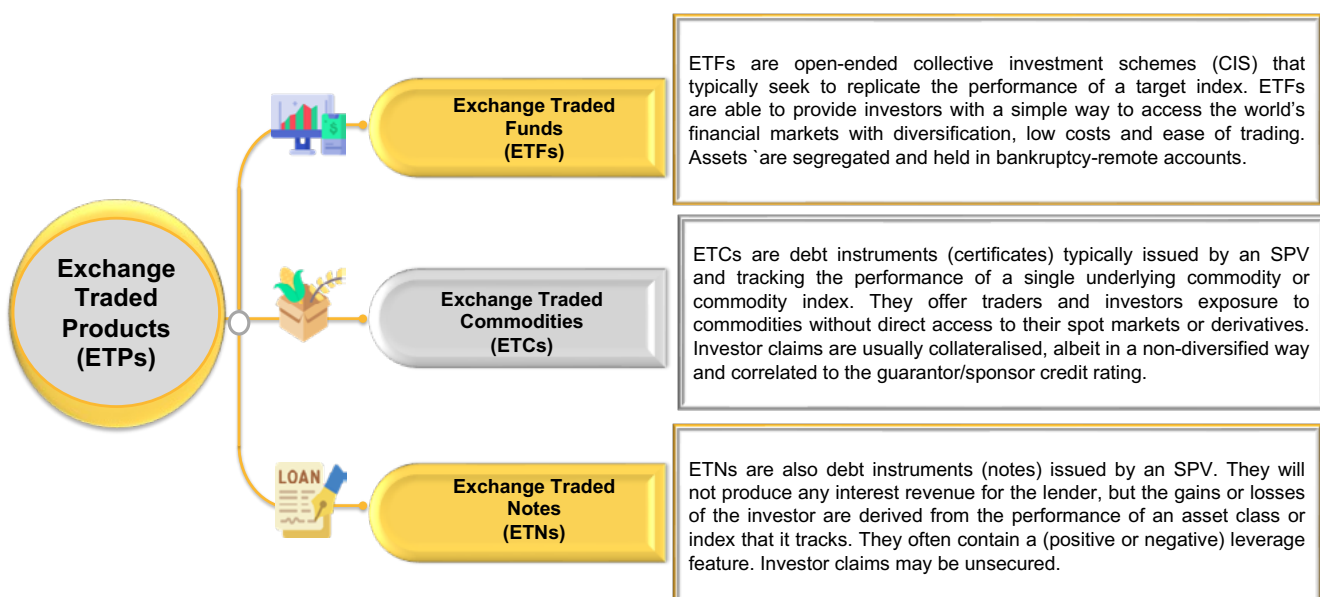 Exchange
Traded
Products
(ETPs)
Exchange Traded
Funds
(ETFs)
ETFs are open-ended collective investment schemes (CIS) that
typically seek to replicate the performance of a target index. ETFs
are able to provide investors with a simple way to access the world's
financial markets with diversification, low costs and ease of trading.
Assets `are segregated and held in bankruptcy-remote accounts.
Exchange Traded
Commodities
(ETCs)
ETCs are debt instruments (certificates) typically issued by an SPV
and tracking the performance of a single underlying commodity or
commodity index. They offer traders and investors exposure to
commodities without direct access to their spot markets or derivatives.
Investor claims are usually collateralised, albeit in a non-diversified way
and correlated to the guarantor/sponsor credit rating.
LOAN
Exchange Traded
Notes
(ETNs)
ETNs are also debt instruments (notes) issued by an SPV. They will
not produce any interest revenue for the lender, but the gains or losses
of the investor are derived from the performance of an asset class or
index that it tracks. They often contain a (positive or negative) leverage
feature. Investor claims may be unsecured.